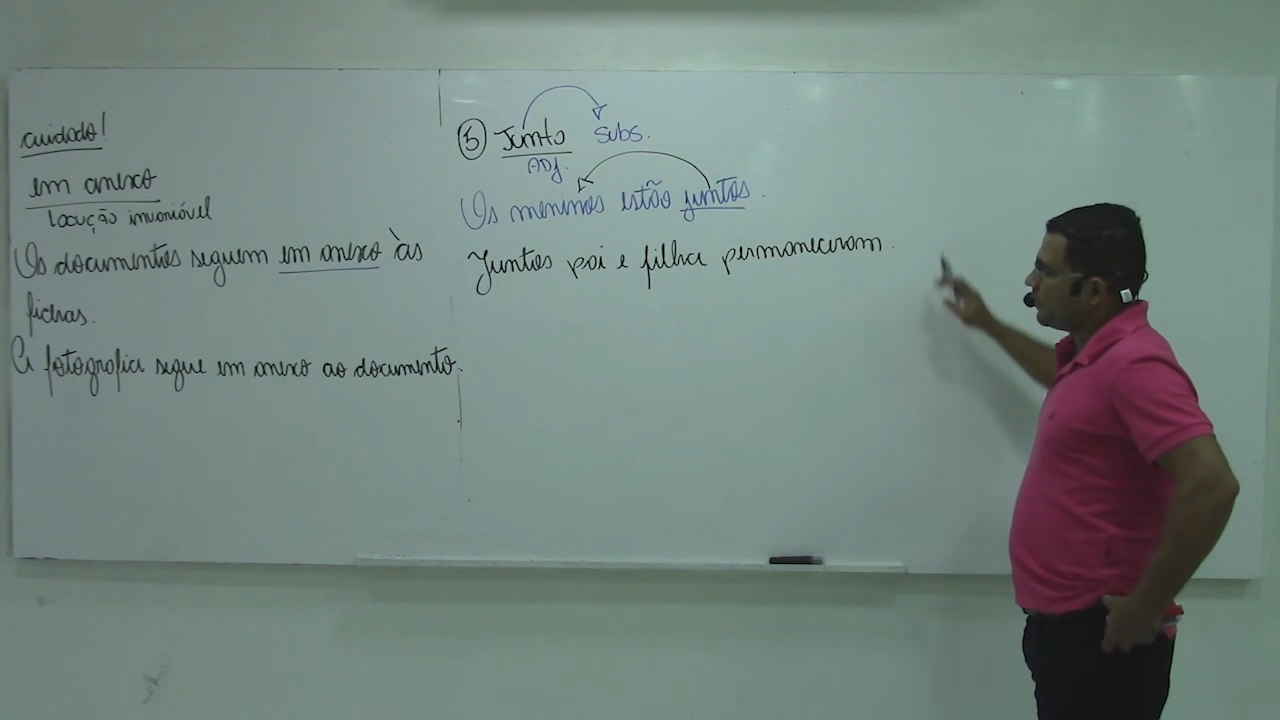 cuidado!
em anexo
Locução invariável
Os documentos seguem em anexo às
fichas.
A fotografia segue em anexo ao documento.
5 Junto subs.
ADJ.
Os meninos estão juntos.
Juntos pai e filha permaneceram.